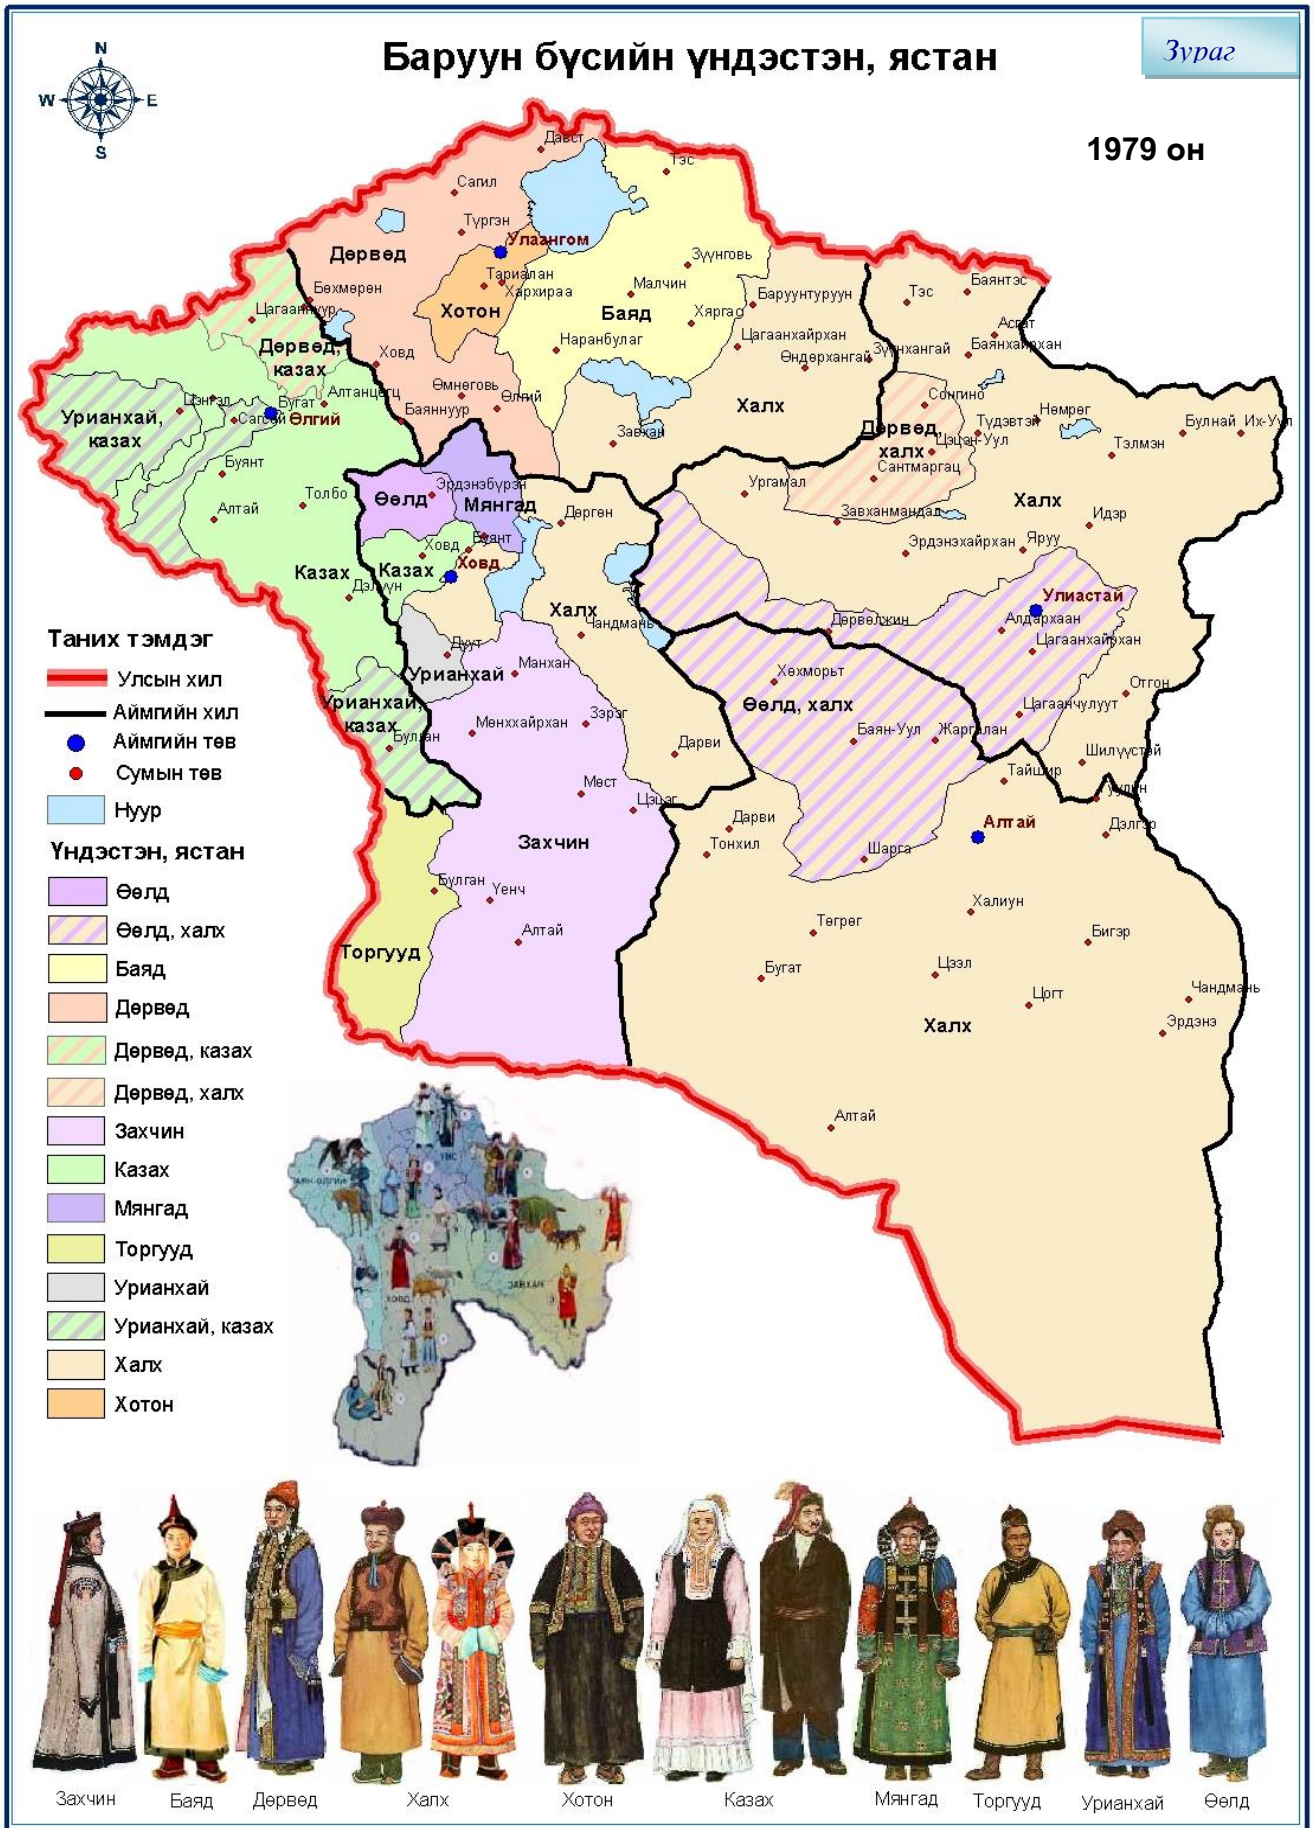 Баруун бүсийн үндэстэн, ястан
Зураг
1979 он
N
W
E
S
Давст
Тэс
Сагил
Түргэн
Улаангом
Дөрвөд
Зүүнговь
Тариалан
Хархираа
Малчин
Баруунтуруун
Тэс
Баянтэс
Бөхмөрөн
Цагааннуур
Хотон
Баяд
Хяргас
Асгат
Баянхайрхан
Наранбулаг
Цагаанхайрхан
Өндөрхангай
Зүүнхангай
Дөрвөд,
казах
Ховд
Өмнөговь
Өлгий
Сонгино
Нөмрөг
Цэнгэл
Бугат
Алтанцөгц
Сагсай
Өлгий
Баяннуур
Урианхай,
казах
Халх
Завхан
Дөрвөд,
халх
Түдэвтэй
Цэцэн-Уул
Булнай
Их-Уул
Тэлмэн
Буянт
Сантмаргац
Толбо
Алтай
Өөлд
Эрдэнэбүрэн
Мянгад
Дөргөн
Ургамал
Завханмандал
Халх
Идэр
Эрдэнэхайрхан
Яруу
Ховд
Буянт
Казах
Казах
Ховд
Дэлүүн
Халх
Чандмань
Улиастай
Алдархаан
Дөрвөлжин
Цагаанхайрхан
Дуут
Урианхай
Манхан
Хөхморьт
Отгон
Урианхай,
казах
Булган
Мөнххайрхан
Зэрэг
Өөлд, халх
Цагаанчулуут
Баян-Уул
Жаргалан
Дарви
Шилүүстэй
Тайшир
Мөст
Цэцэг
Дарви
Алтай
Дэлгэр
Тонхил
Захчин
Шарга
Булган
Үенч
Халиун
Төгрөг
Алтай
Бигэр
Торгууд
Бугат
Цээл
Чандмань
Цогт
Халх
Эрдэнэ
Алтай
Таних тэмдэг
Улсын хил
Аймгийн хил
Аймгийн төв
Сумын төв
Нуур
Үндэстэн, ястан
Өөлд
Өөлд, халх
Баяд
Дөрвөд
Дөрвөд, казах
Дөрвөд, халх
Захчин
Казах
Мянгад
Торгууд
Урианхай
Урианхай, казах
Халх
Хотон
УВС
ХОВД
ЗАВХАН
Захчин
Баяд
Дөрвөд
Халх
Хотон
Казах
Мянгад
Торгууд
Урианхай
Өөлд